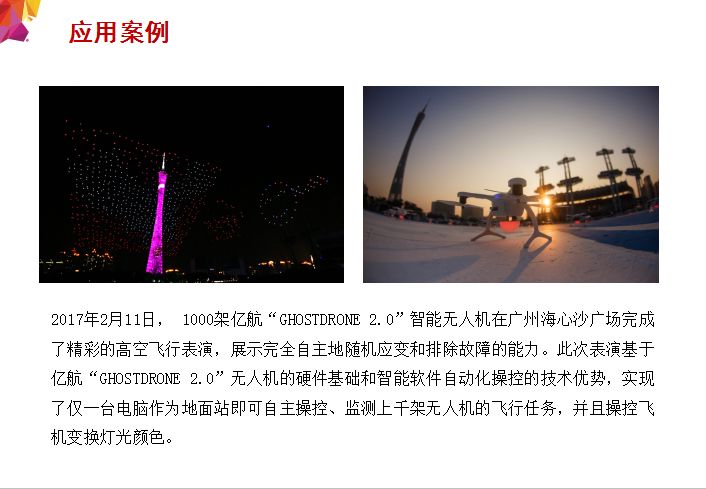 应用案例
2017年2月11日， 1000架亿航“GHOSTDRONE 2.0”智能无人机在广州海心沙广场完成
了精彩的高空飞行表演，展示完全自主地随机应变和排除故障的能力。此次表演基于
亿航“GHOSTDRONE 2.0”无人机的硬件基础和智能软件自动化操控的技术优势，实现
了仅一台电脑作为地面站即可自主操控、监测上千架无人机的飞行任务，并且操控飞
机变换灯光颜色。